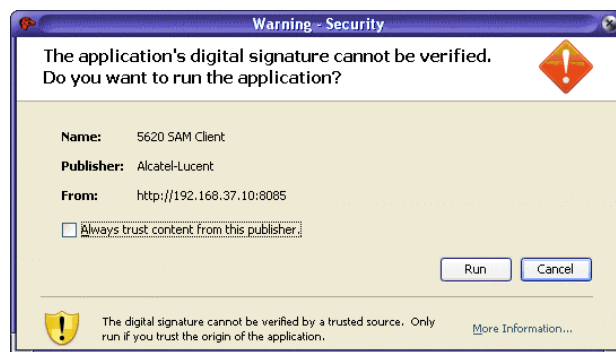 Warning - Security
The application's digital signature cannot be verified.
Do you want to run the application?
Name: 5620 SAM Client
Publisher: Alcatel-Lucent
From: http://192.168.37.10:8085
Always trust content from this publisher.
Run Cancel
The digital signature cannot be verified by a trusted source. Only
run if you trust the origin of the application.
More Information...